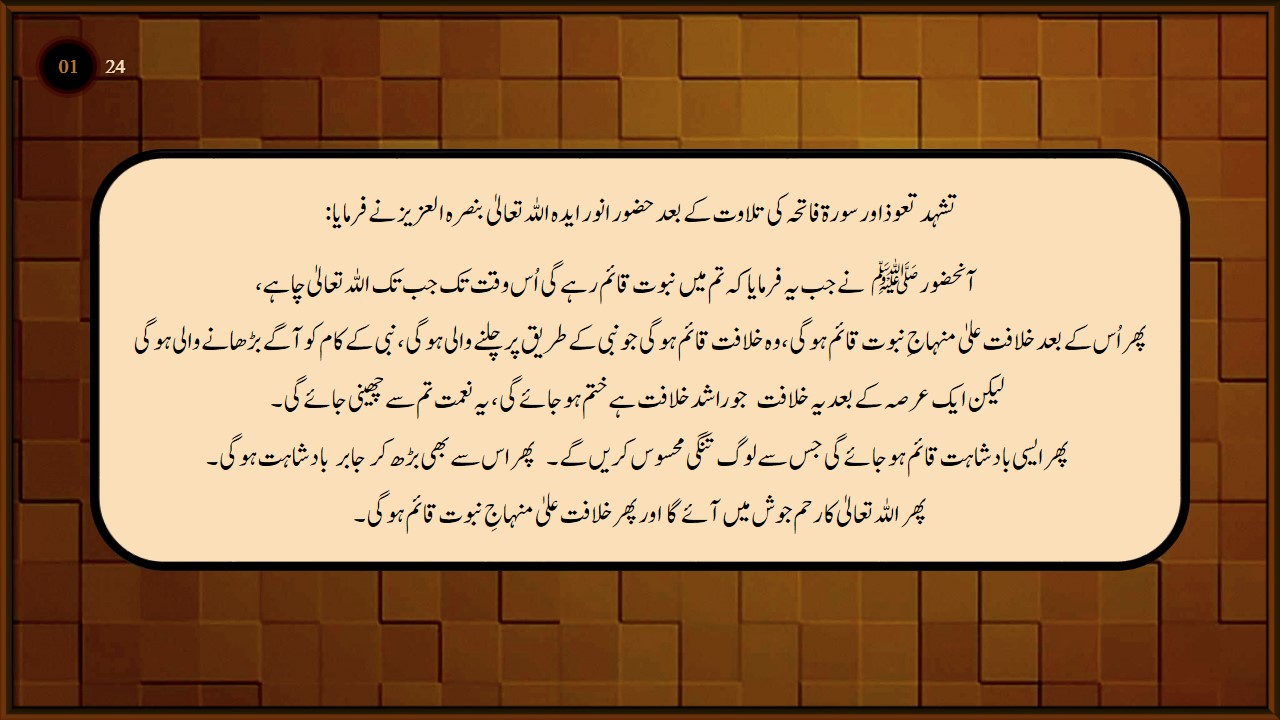 01 24
تشہد تعوذاور سورۃ فاتحہ کی تلاوت کے بعد حضور انور ایدہ اللہ تعالیٰ بنصرہ العزیز نے فرمایا:
آنحضورﷺ نے جب یہ فرمایا کہ تم میں نبوت قائم رہے گی اُس وقت تک جب تک اللہ تعالیٰ چاہے،
پھر اُس کے بعد خلافت علیٰ منہاجِ نبوت قائم ہو گی،وہ خلافت قائم ہو گی جو نبی کے طریق پر چلنے والی ہو گی، نبی کے کام کو آگے بڑھانے والی ہو گی
لیکن ایک عرصہ کے بعد یہ خلافت جو راشد خلافت ہے ختم ہو جائے گی، یہ نعمت تم سے چھینی جائے گی۔
پھر ایسی بادشاہت قائم ہو جائے گی جس سے لوگ تنگی محسوس کریں گے۔ پھر اس سے بھی بڑھ کر جابر بادشاہت ہو گی۔
پھر اللہ تعالیٰ کا رحم جوش میں آئے گا اور پھر خلافت علیٰ منہاجِ نبوت قائم ہو گی۔